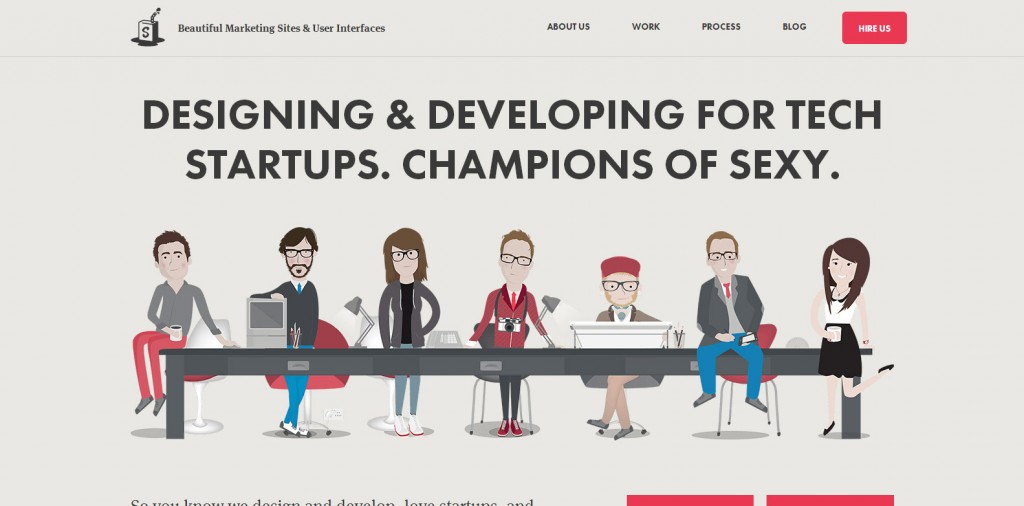 S
Beautiful Marketing Sites & User Interfaces
ABOUT US
WORK
PROCESS
BLOG
HIRE US
DESIGNING & DEVELOPING FOR TECH
STARTUPS. CHAMPIONS OF SEXY.
So you know we design and develop, love startups, and